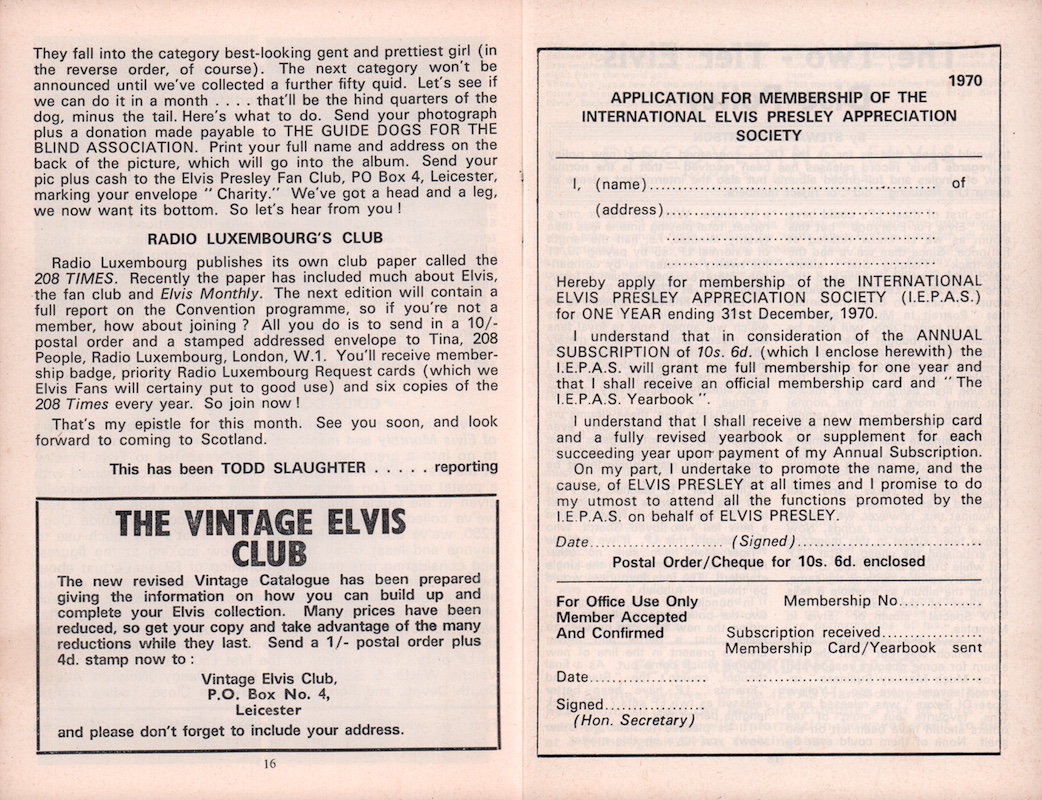 They fall into the category best-looking gent and prettiest girl (in
the reverse order, of course). The next category won't be
announced until we've collected a further fifty quid. Let's see if
we can do it in a month . . . . that'll be the hind quarters of the
dog, minus the tail. Here's what to do. Send your photograph
plus a donation made payable to THE GUIDE DOGS FOR THE
BLIND ASSOCIATION. Print your full name and address on the
back of the picture, which will go into the album. Send your
pic plus cash to the Elvis Presley Fan Club, PO Box 4, Leicester,
marking your envelope " Charity." We've got a head and a leg,
we now want its bottom. So let's hear from you !
RADIO LUXEMBOURG'S CLUB
Radio Luxembourg publishes its own club paper called the
208 TIMES. Recently the paper has included much about Elvis,
the fan club and Elvis Monthly. The next edition will contain a
full report on the Convention programme, so if you're not a
member, how about joining ? All you do is to send in a 10/-
postal order and a stamped addressed envelope to Tina, 208
People, Radio Luxembourg, London, W.1. You'll receive member-
ship badge, priority Radio Luxembourg Request cards (which we
Elvis Fans will certainy put to good use) and six copies of the
208 Times every year. So join now !
That's my epistle for this month. See you soon, and look
forward to coming to Scotland.
This has been TODD SLAUGHTER . . . . . reporting
THE VINTAGE ELVIS
CLUB
The new revised Vintage Catalogue has been prepared
giving the information on how you can build up and
complete your Elvis collection. Many prices have been
reduced, so get your copy and take advantage of the many
reductions while they last. Send a 1/- postal order plus
4d. stamp now to :
Vintage Elvis Club,
P.O. Box No. 4,
Leicester
and please don't forget to include your address.
16
1970
APPLICATION FOR MEMBERSHIP OF THE
INTERNATIONAL ELVIS PRESLEY APPRECIATION
SOCIETY
I, (name)............................................. of
(address)..........................................
..........................................
..........................................
Hereby apply for membership of the INTERNATIONAL
ELVIS PRESLEY APPRECIATION SOCIETY (I.E.P.A.S.)
for ONE YEAR ending 31st December, 1970.
I understand that in consideration of the ANNUAL
SUBSCRIPTION of 10s. 6d. (which I enclose herewith) the
I.E.P.A.S. will grant me full membership for one year and
that I shall receive an official membership card and " The
I.E.P.A.S. Yearbook ".
I understand that I shall receive a new membership card
and a fully revised yearbook or supplement for each
succeeding year upon payment of my Annual Subscription.
On my part, I undertake to promote the name, and the
cause, of ELVIS PRESLEY at all times and I promise to do
my utmost to attend all the functions promoted by the
I.E.P.A.S. on behalf of ELVIS PRESLEY.
Date........................ (Signed)............................
Postal Order/Cheque for 10s. 6d. enclosed
For Office Use Only Membership No.............
Member Accepted
And Confirmed Subscription received...............
Membership Card/Yearbook sent
Date.................. ....................................
Signed..................
(Hon. Secretary)